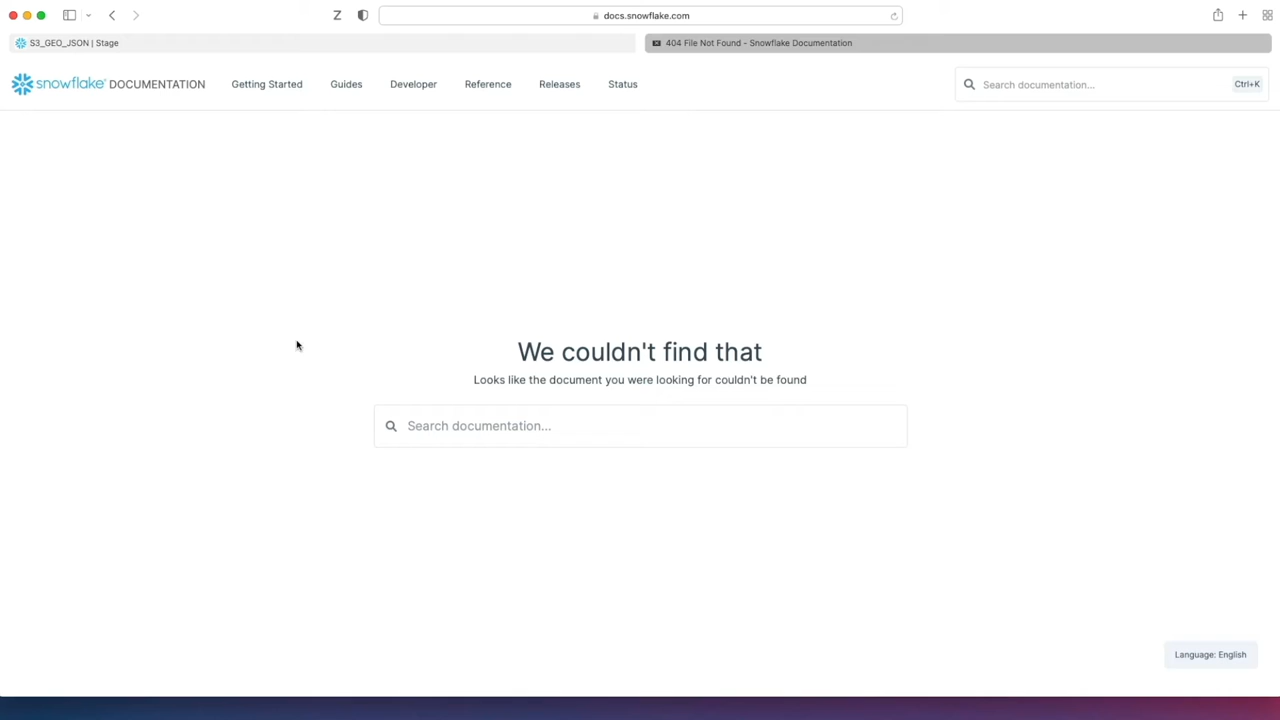 Z
docs.snowflake.com
S3_GEO_JSON | Stage
404 File Not Found - Snowflake Documentation
snowflake® DOCUMENTATION
Getting Started
Guides
Developer
Reference
Releases
Status
Search documentation...
Ctrl+K
We couldn't find that
Looks like the document you were looking for couldn't be found
Search documentation...
Language: English